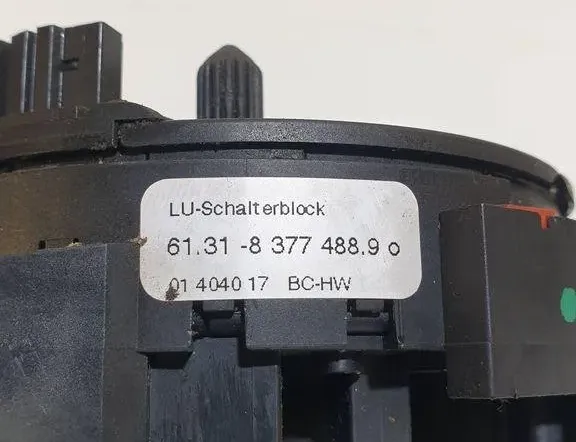 LU-Schalterblock
61.31 -8 377 488.9 o
01 4040 17 BC-HW